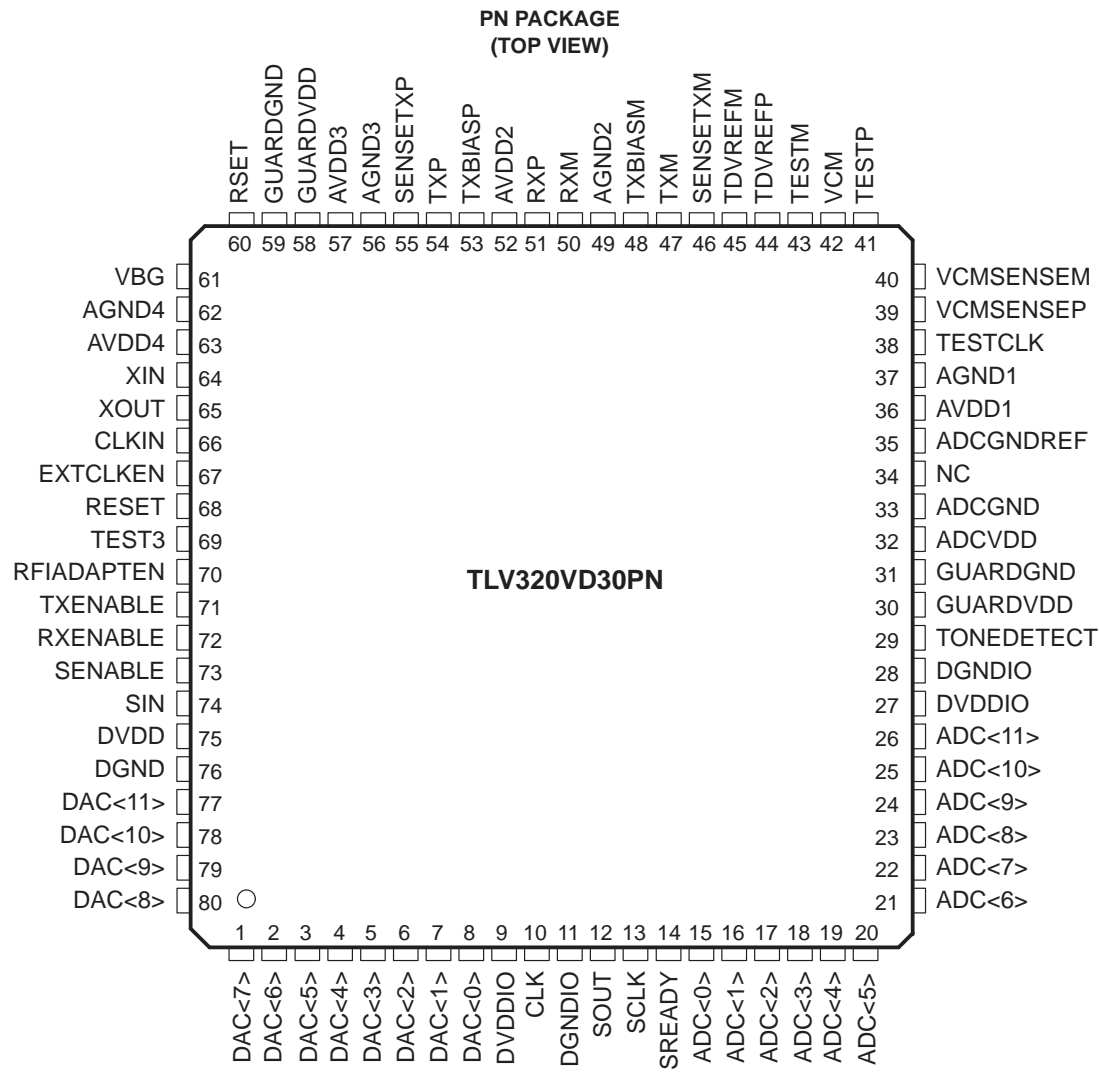 PN PACKAGE
(TOP VIEW)
RSET
GUARDGND
GUARDVDD
AVDD3
AGND3
SENSETXP
TXP
TXBIASP
AVDD2
RXP
RXM
AGND2
TXBIASM
TXM
SENSETXM
TDVREFM
TDVREFP
TESTM
VCM
TESTP
60 59 58 57 56 55 54 53 52 51 50 49 48 47 46 45 44 43 42 41
VBG 61
AGND4 62
AVDD4 63
XIN 64
XOUT 65
CLKIN 66
EXTCLKEN 67
RESET 68
TEST3 69
RFIADAPTEN 70
TXENABLE 71
RXENABLE 72
SENABLE 73
SIN 74
DVDD 75
DGND 76
DAC<11> 77
DAC<10> 78
DAC<9> 79
DAC<8> 80
TLV320VD30PN
40 VCMSENSEM
39 VCMSENSEP
38 TESTCLK
37 AGND1
36 AVDD1
35 ADCGNDREF
34 NC
33 ADCGND
32 ADCVDD
31 GUARDGND
30 GUARDVDD
29 TONEDETECT
28 DGNDIO
27 DVDDIO
26 ADC<11>
25 ADC<10>
24 ADC<9>
23 ADC<8>
22 ADC<7>
21 ADC<6>
1 2 3 4 5 6 7 8 9 10 11 12 13 14 15 16 17 18 19 20
DAC<7>
DAC<6>
DAC<5>
DAC<4>
DAC<3>
DAC<2>
DAC<1>
DAC<0>
DVDDIO
CLK
DGNDIO
SOUT
SCLK
SREADY
ADC<0>
ADC<1>
ADC<2>
ADC<3>
ADC<4>
ADC<5>